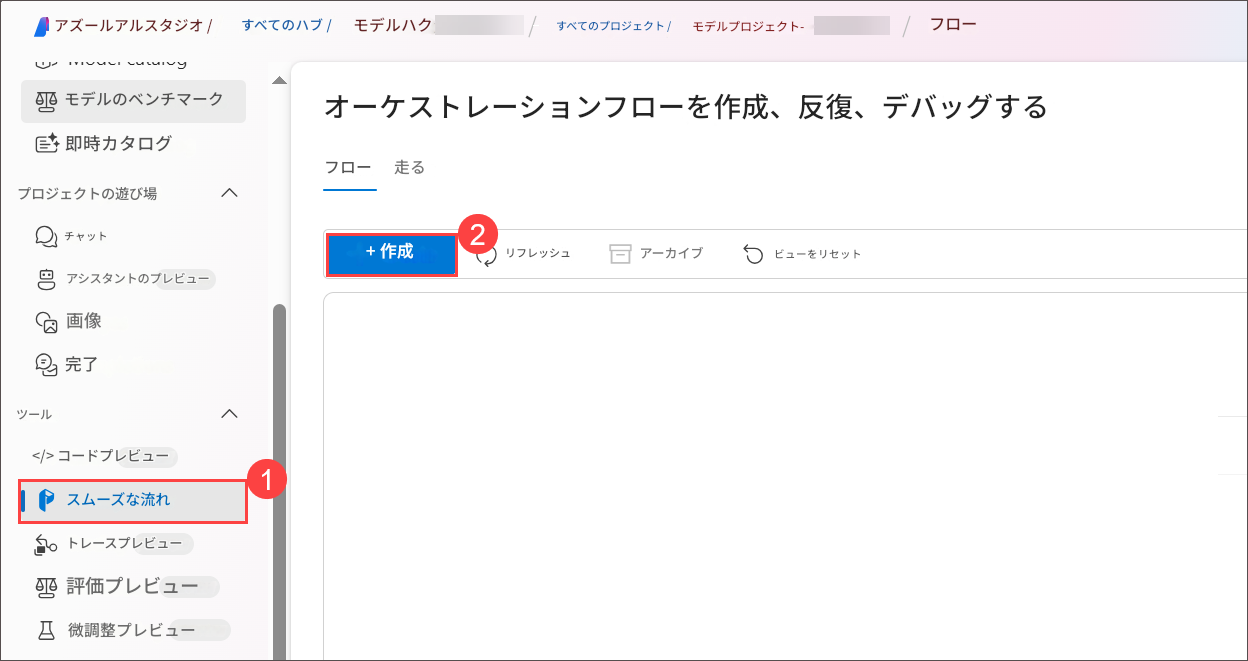 アズールアルスタジオ / すべてのハブ / モデルハク / すべてのプロジェクト / モデルプロジェクト- / フロー
Model catalog
モデルのベンチマーク
即時カタログ
プロジェクトの遊び場
チャット
アシスタントのプレビュー
画像
完了
ツール
</> コードプレビュー
スムーズな流れ
1
トレースプレビュー
評価プレビュー
微調整プレビュー
オーケストレーションフローを作成、反復、デバッグする
フロー 走る
+ 作成 2 リフレッシュ アーカイブ ビューをリセット